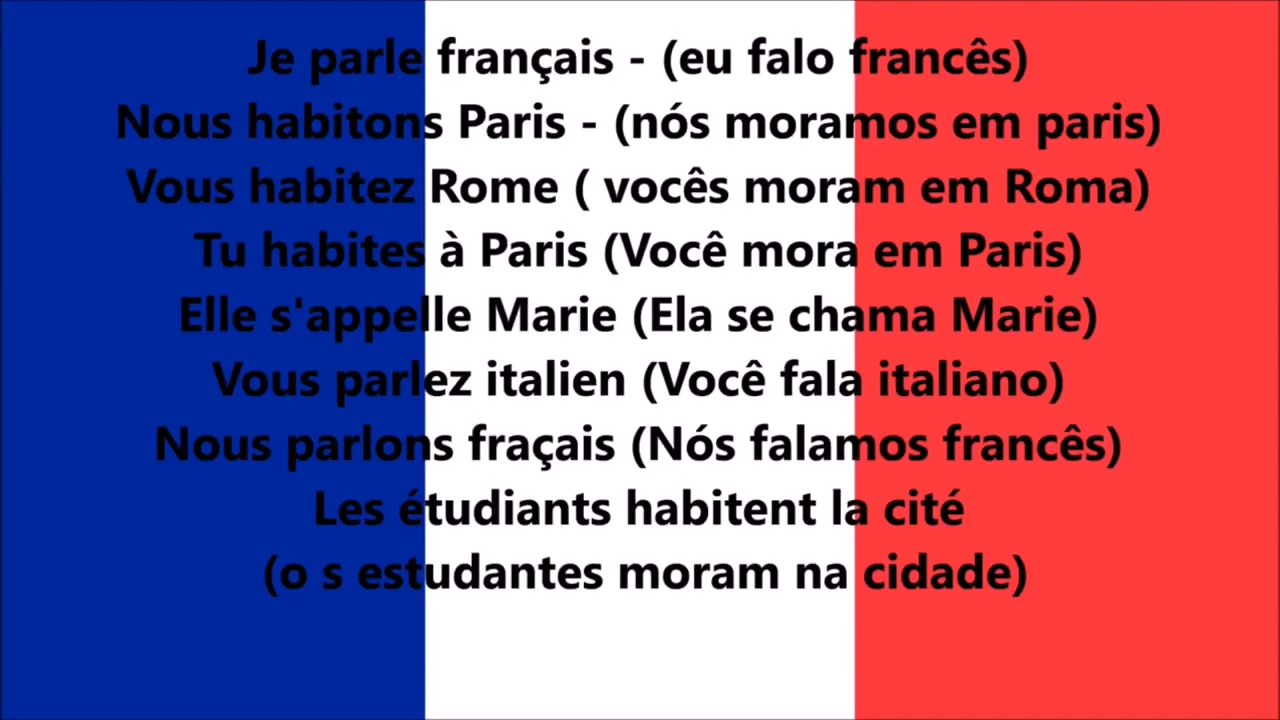 Je parle français - (eu falo francês)
Nous habitons Paris - (nós moramos em paris)
Vous habitez Rome ( vocês moram em Roma)
Tu habites à Paris (Você mora em Paris)
Elle s'appelle Marie (Ela se chama Marie)
Vous parlez italien (Você fala italiano)
Nous parlons fraçais (Nós falamos francês)
Les étudiants habitent la cité
(o s estudantes moram na cidade)